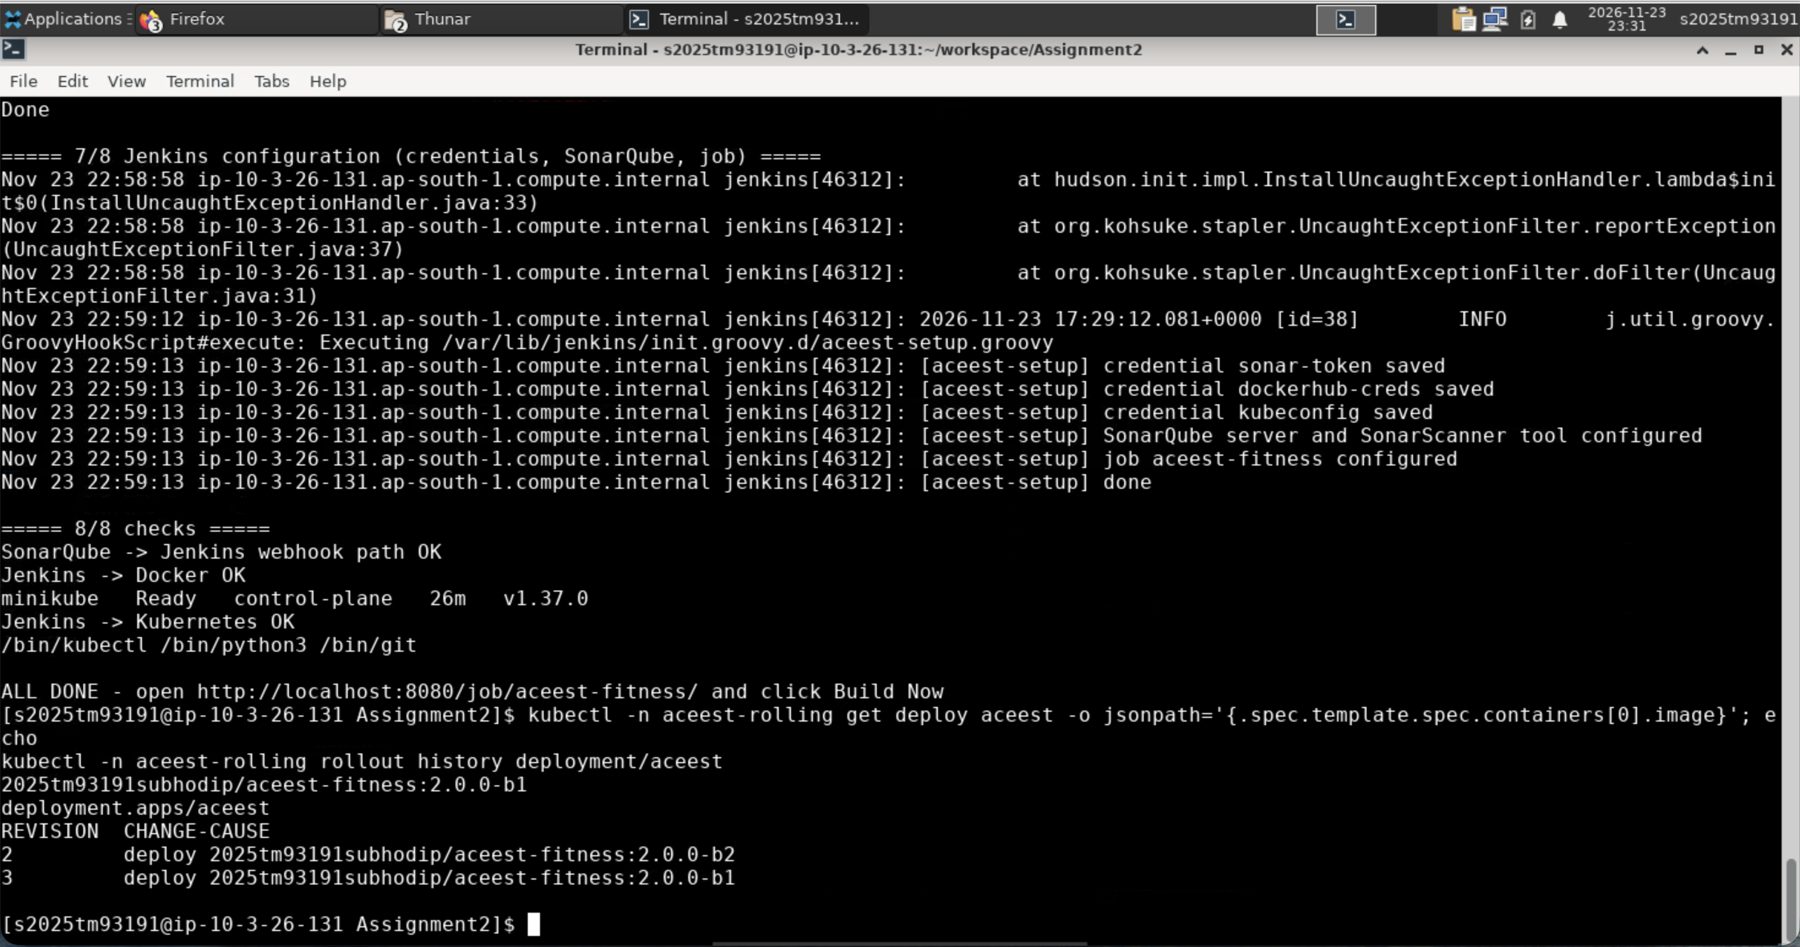 Applications Firefox Thunar Terminal - s2025tm931... 2026-11-23 s2025tm93191
3 2 23:31
Terminal - s2025tm93191@ip-10-3-26-131:~/workspace/Assignment2
File Edit View Terminal Tabs Help
Done
===== 7/8 Jenkins configuration (credentials, SonarQube, job) =====
Nov 23 22:58:58 ip-10-3-26-131.ap-south-1.compute.internal jenkins[46312]:         at hudson.init.impl.InstallUncaughtExceptionHandler.lambda$ini
t$0(InstallUncaughtExceptionHandler.java:33)
Nov 23 22:58:58 ip-10-3-26-131.ap-south-1.compute.internal jenkins[46312]:         at org.kohsuke.stapler.UncaughtExceptionFilter.reportException
(UncaughtExceptionFilter.java:37)
Nov 23 22:58:58 ip-10-3-26-131.ap-south-1.compute.internal jenkins[46312]:         at org.kohsuke.stapler.UncaughtExceptionFilter.doFilter(Uncaug
htExceptionFilter.java:31)
Nov 23 22:59:12 ip-10-3-26-131.ap-south-1.compute.internal jenkins[46312]: 2026-11-23 17:29:12.081+0000 [id=38]        INFO        j.util.groovy.
GroovyHookScript#execute: Executing /var/lib/jenkins/init.groovy.d/aceest-setup.groovy
Nov 23 22:59:13 ip-10-3-26-131.ap-south-1.compute.internal jenkins[46312]: [aceest-setup] credential sonar-token saved
Nov 23 22:59:13 ip-10-3-26-131.ap-south-1.compute.internal jenkins[46312]: [aceest-setup] credential dockerhub-creds saved
Nov 23 22:59:13 ip-10-3-26-131.ap-south-1.compute.internal jenkins[46312]: [aceest-setup] credential kubeconfig saved
Nov 23 22:59:13 ip-10-3-26-131.ap-south-1.compute.internal jenkins[46312]: [aceest-setup] SonarQube server and SonarScanner tool configured
Nov 23 22:59:13 ip-10-3-26-131.ap-south-1.compute.internal jenkins[46312]: [aceest-setup] job aceest-fitness configured
Nov 23 22:59:13 ip-10-3-26-131.ap-south-1.compute.internal jenkins[46312]: [aceest-setup] done
===== 8/8 checks =====
SonarQube -> Jenkins webhook path OK
Jenkins -> Docker OK
minikube   Ready   control-plane   26m   v1.37.0
Jenkins -> Kubernetes OK
/bin/kubectl /bin/python3 /bin/git
ALL DONE - open http://localhost:8080/job/aceest-fitness/ and click Build Now
[s2025tm93191@ip-10-3-26-131 Assignment2]$ kubectl -n aceest-rolling get deploy aceest -o jsonpath='{.spec.template.spec.containers[0].image}'; e
cho
kubectl -n aceest-rolling rollout history deployment/aceest
2025tm93191subhodip/aceest-fitness:2.0.0-b1
deployment.apps/aceest
REVISION  CHANGE-CAUSE
2         deploy 2025tm93191subhodip/aceest-fitness:2.0.0-b2
3         deploy 2025tm93191subhodip/aceest-fitness:2.0.0-b1
[s2025tm93191@ip-10-3-26-131 Assignment2]$